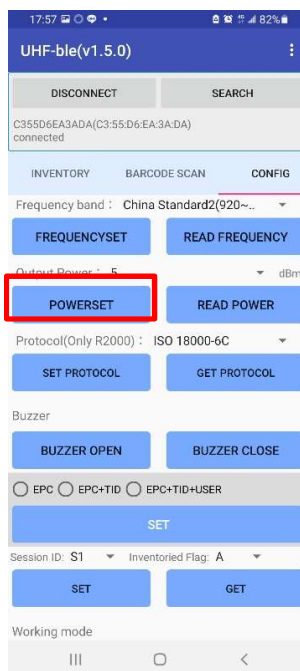 17:57 82%
UHF-ble(v1.5.0)
DISCONNECT SEARCH
C355D6EA3ADA(C3:55:D6:EA:3A:DA)
connected
INVENTORY BARCODE SCAN CONFIG
Frequency band : China Standard2(920~..
FREQUENCYSET READ FREQUENCY
Output Power : 5 dBm
POWERSET READ POWER
Protocol(Only R2000) : ISO 18000-6C
SET PROTOCOL GET PROTOCOL
Buzzer
BUZZER OPEN BUZZER CLOSE
EPC EPC+TID EPC+TID+USER
SET
Session ID: S1 Inventoried Flag: A
SET GET
Working mode